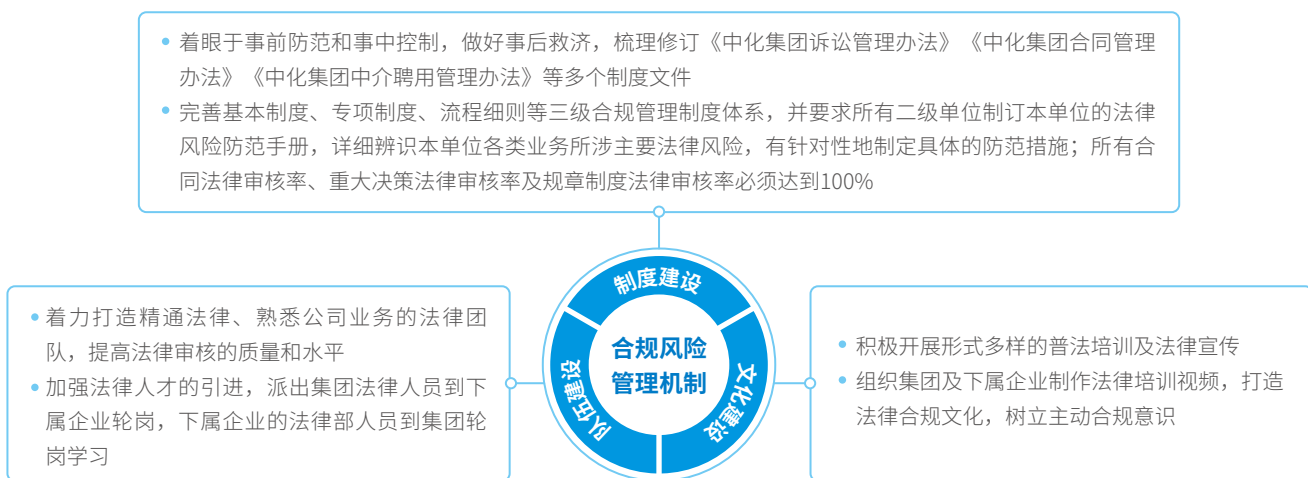 着眼于事前防范和事中控制，做好事后救济，梳理修订《中化集团诉讼管理办法》《中化集团合同管理
办法》《中化集团中介聘用管理办法》等多个制度文件
完善基本制度、专项制度、流程细则等三级合规管理制度体系，并要求所有二级单位制订本单位的法律
风险防范手册，详细辨识本单位各类业务所涉主要法律风险，有针对性地制定具体的防范措施；所有合
同法律审核率、重大决策法律审核率及规章制度法律审核率必须达到100%
制度建设
着力打造精通法律、熟悉公司业务的法律团
队，提高法律审核的质量和水平
加强法律人才的引进，派出集团法律人员到下
属企业轮岗，下属企业的法律部人员到集团轮
岗学习
队伍建设
合规风险
管理机制
文化建设
积极开展形式多样的普法培训及法律宣传
组织集团及下属企业制作法律培训视频，打造
法律合规文化，树立主动合规意识